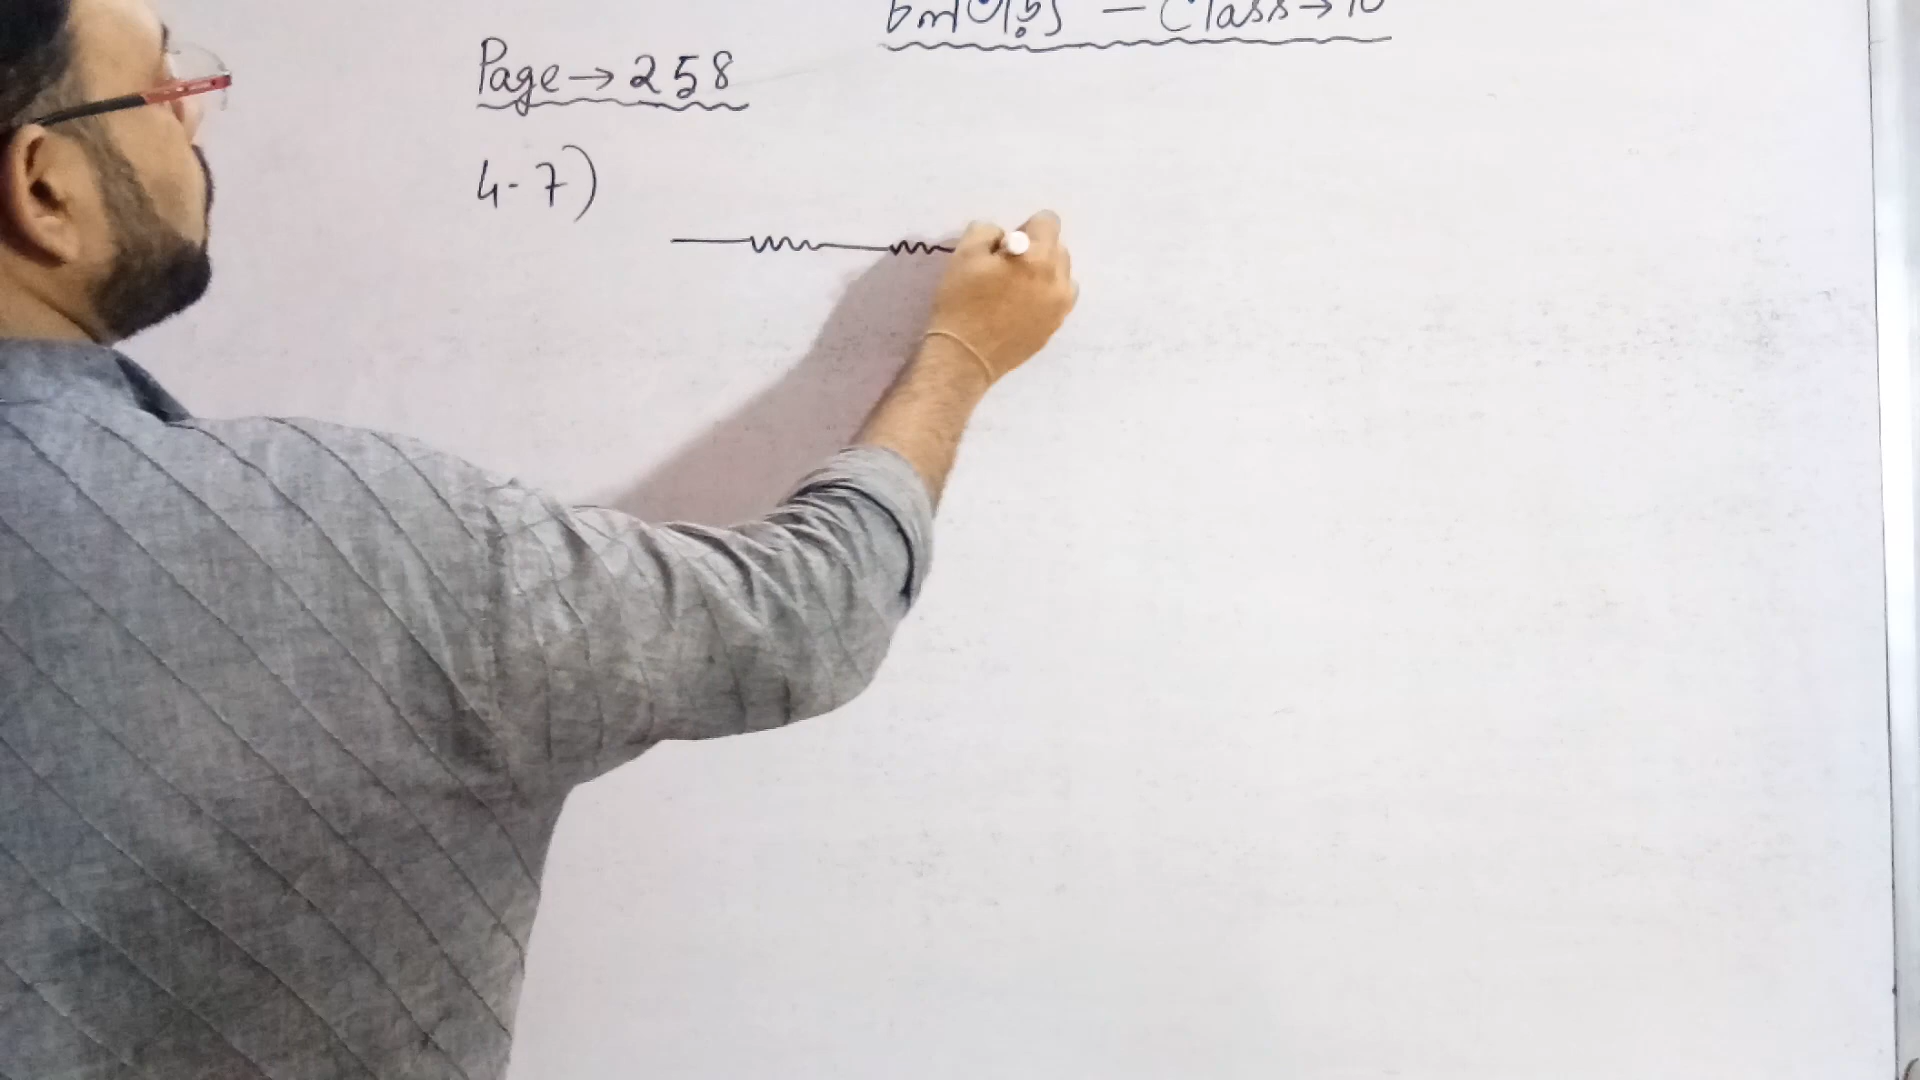 – Class → 10
Page → 258
4-7)